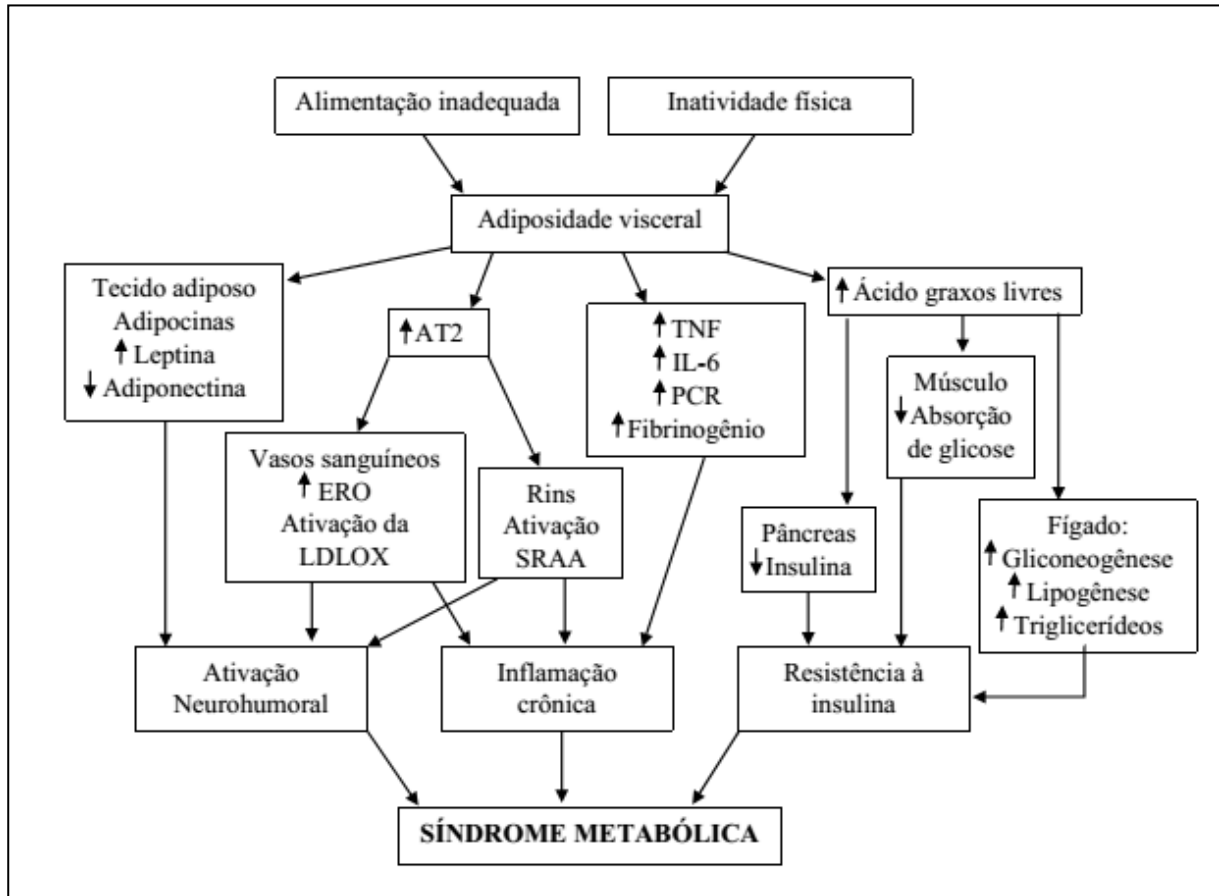 Alimentação inadequada
Inatividade física
Adiposidade visceral
Tecido adiposo
Adipocinas
↑ Leptina
↓ Adiponectina
↑ AT2
↑ TNF
↑ IL-6
↑ PCR
↑ Fibrinogênio
↑ Ácido graxos livres
Músculo
↓ Absorção
de glicose
Vasos sanguíneos
↑ ERO
Ativação da
LDLOX
Rins
Ativação
SRAA
Pâncreas
↓ Insulina
Fígado:
↑ Gliconeogênese
↑ Lipogênese
↑ Triglicerídeos
Ativação
Neurohumoral
Inflamação
crônica
Resistência à
insulina
SÍNDROME METABÓLICA